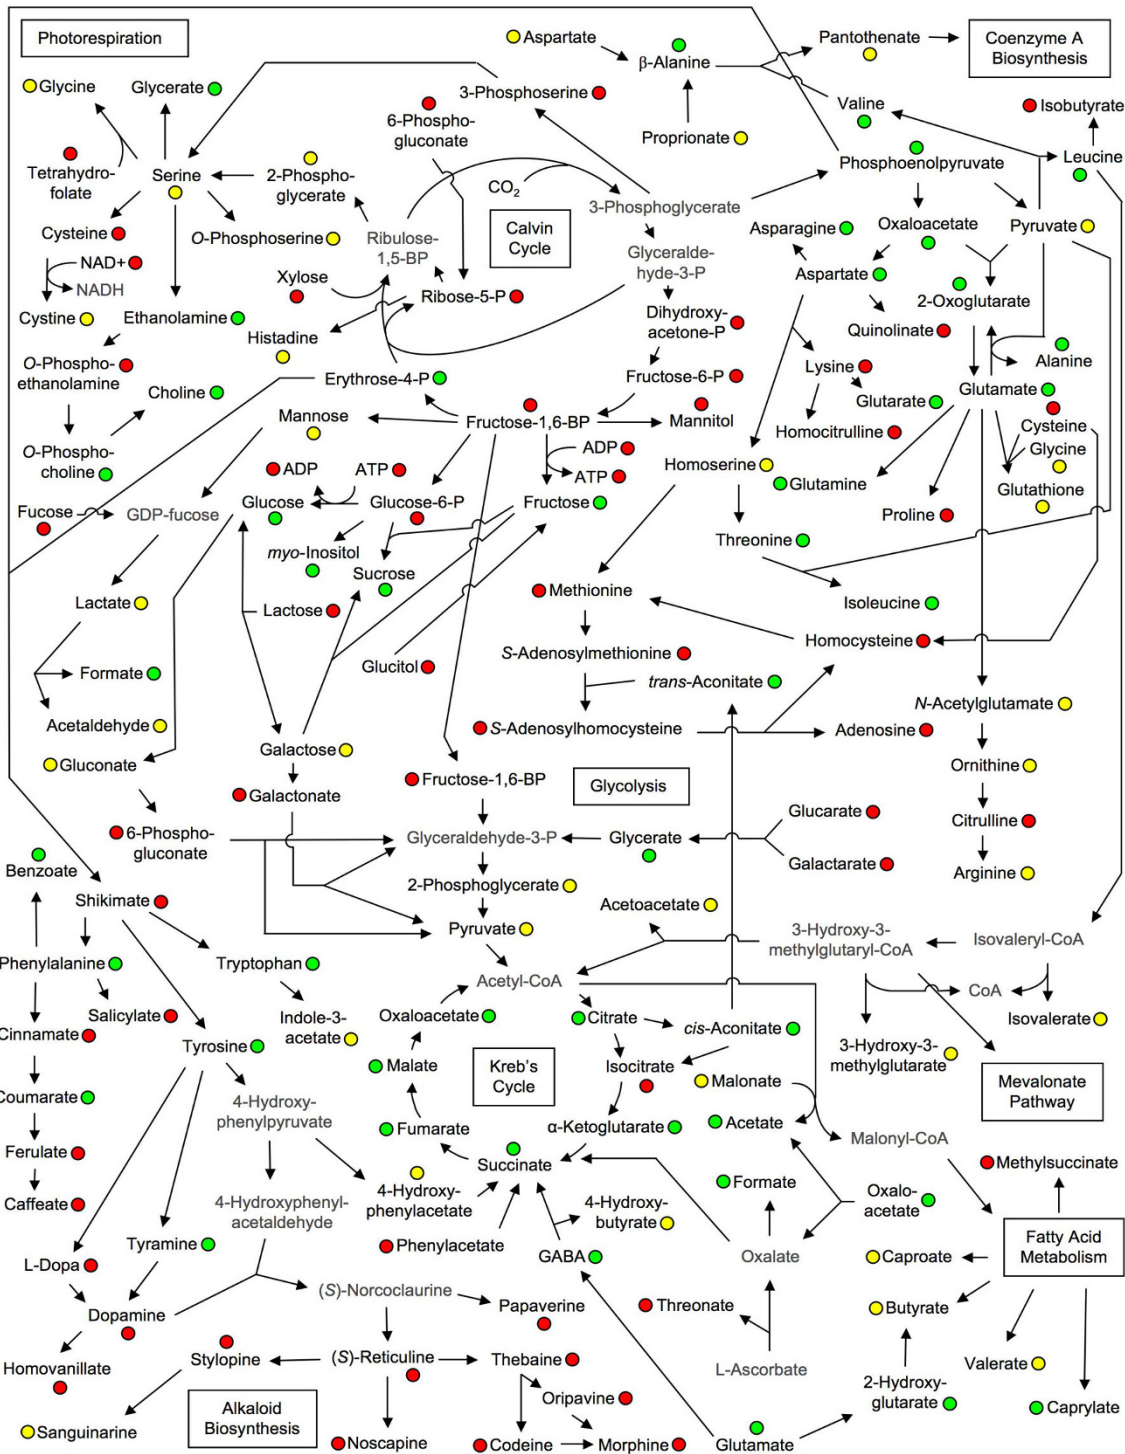 Photorespiration
Aspartate
Pantothenate
Coenzyme A
Biosynthesis
β-Alanine
Glycine
Glycerate
3-Phosphoserine
6-Phospho-
gluconate
Valine
Isobutyrate
Proprionate
Phosphoenolpyruvate
Leucine
Tetrahydro-
folate
Serine
2-Phospho-
glycerate
CO2
3-Phosphoglycerate
Calvin
Cycle
Cysteine
O-Phosphoserine
Ribulose-
1,5-BP
Asparagine
Oxaloacetate
Pyruvate
NAD+
NADH
Xylose
Ribose-5-P
Glyceralde-
hyde-3-P
Aspartate
2-Oxoglutarate
Cystine
Ethanolamine
Histadine
Dihydroxy-
acetone-P
Quinolinate
Alanine
O-Phospho-
ethanolamine
Choline
Erythrose-4-P
Fructose-6-P
Lysine
Glutarate
Glutamate
Mannose
Fructose-1,6-BP
Mannitol
Homocitrulline
Cysteine
Glycine
O-Phospho-
choline
ADP
ATP
ADP
ATP
Homoserine
Glutamine
Glutathione
Fucose
GDP-fucose
Glucose
Glucose-6-P
Fructose
Proline
myo-Inositol
Sucrose
Threonine
Lactate
Lactose
Methionine
Isoleucine
Formate
Glucitol
S-Adenosylmethionine
Homocysteine
trans-Aconitate
Acetaldehyde
S-Adenosylhomocysteine
Adenosine
N-Acetylglutamate
Gluconate
Galactose
Fructose-1,6-BP
Glycolysis
Ornithine
Galactonate
Glucarate
Citrulline
6-Phospho-
gluconate
Glyceraldehyde-3-P
Glycerate
Galactarate
Arginine
Benzoate
2-Phosphoglycerate
Shikimate
Acetoacetate
Pyruvate
3-Hydroxy-3-
methylglutaryl-CoA
Isovaleryl-CoA
Phenylalanine
Tryptophan
Acetyl-CoA
CoA
Salicylate
Indole-3-
acetate
Oxaloacetate
Citrate
cis-Aconitate
Isovalerate
Cinnamate
Tyrosine
Malate
Kreb's
Cycle
Isocitrate
3-Hydroxy-3-
methylglutarate
Mevalonate
Pathway
Malonate
Coumarate
4-Hydroxy-
phenylpyruvate
Fumarate
α-Ketoglutarate
Acetate
Malonyl-CoA
Ferulate
Succinate
Methylsuccinate
Caffeate
4-Hydroxyphenyl-
acetaldehyde
4-Hydroxy-
phenylacetate
4-Hydroxy-
butyrate
Formate
Oxalo-
acetate
Tyramine
Phenylacetate
GABA
Oxalate
Fatty Acid
Metabolism
Caproate
L-Dopa
(S)-Norcoclaurine
Papaverine
Threonate
Butyrate
Dopamine
Homovanillate
Stylopine
(S)-Reticuline
Thebaine
L-Ascorbate
Valerate
Oripavine
2-Hydroxy-
glutarate
Caprylate
Sanguinarine
Alkaloid
Biosynthesis
Noscapine
Codeine
Morphine
Glutamate